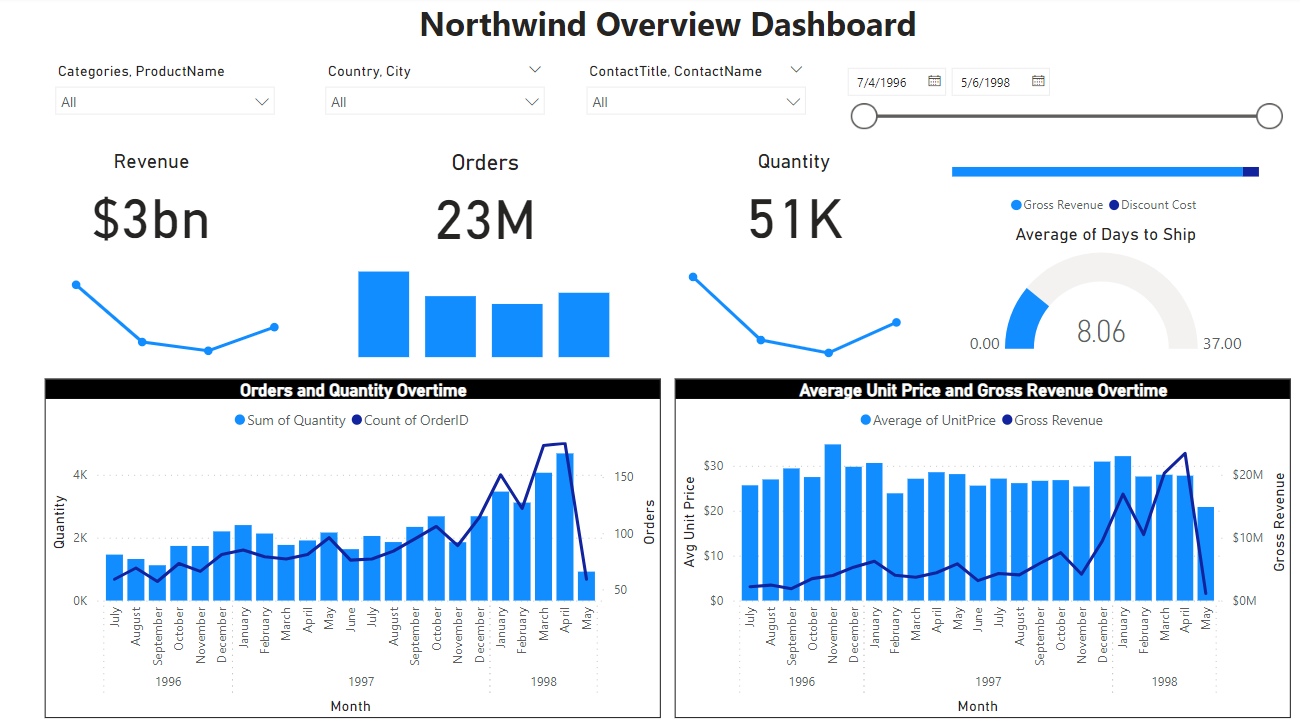 Northwind Overview Dashboard
Categories, ProductName
Country, City
ContactTitle, ContactName
All
All
All
7/4/1996
5/6/1998
Revenue
Orders
Quantity
$3bn
23M
51K
Gross Revenue
Discount Cost
Average of Days to Ship
0.00
8.06
37.00
Orders and Quantity Overtime
Sum of Quantity
Count of OrderID
Quantity
4K
2K
0K
150
100
50
Orders
July
August
September
October
November
December
January
February
March
April
May
June
July
August
September
October
November
December
January
February
March
April
May
1996
1997
1998
Month
Average Unit Price and Gross Revenue Overtime
Average of UnitPrice
Gross Revenue
Avg Unit Price
$30
$20
$10
$0
$20M
$10M
$0M
Gross Revenue
July
August
September
October
November
December
January
February
March
April
May
June
July
August
September
October
November
December
January
February
March
April
May
1996
1997
1998
Month